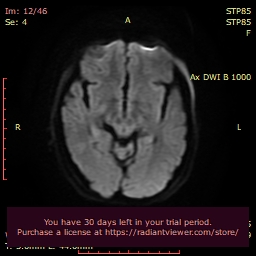 Im: 12/46
Se: 4
A
STP85
STP85
F
Ax DWI B 1000
R
L
You have 30 days left in your trial period.
Purchase a license at https://radiantviewer.com/store/